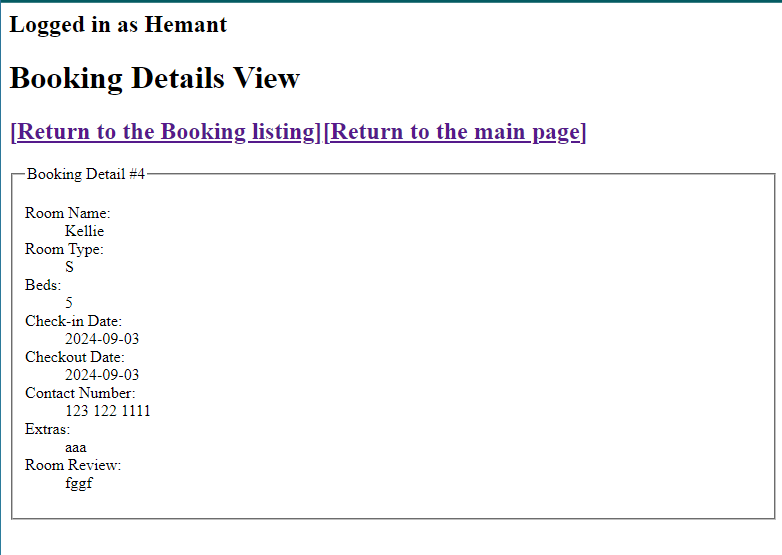 Logged in as Hemant
Booking Details View
[Return to the Booking listing][Return to the main page]
Booking Detail #4
Room Name:
Kellie
Room Type:
S
Beds:
5
Check-in Date:
2024-09-03
Checkout Date:
2024-09-03
Contact Number:
123 122 1111
Extras:
aaa
Room Review:
fggf